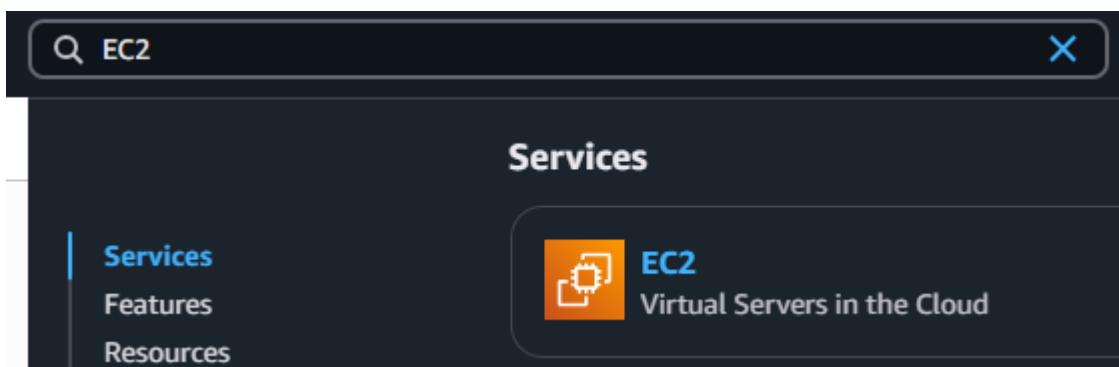 EC2
Services
Services
Features
Resources
EC2
Virtual Servers in the Cloud